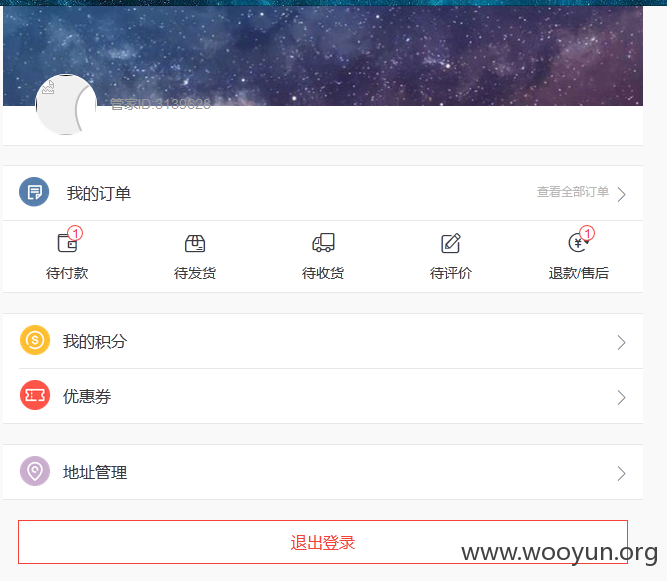 管家ID:8139628
我的订单
查看全部订单
1
1
待付款
待发货
待收货
待评价
退款/售后
我的积分
优惠券
地址管理
退出登录
www.wooyun.org